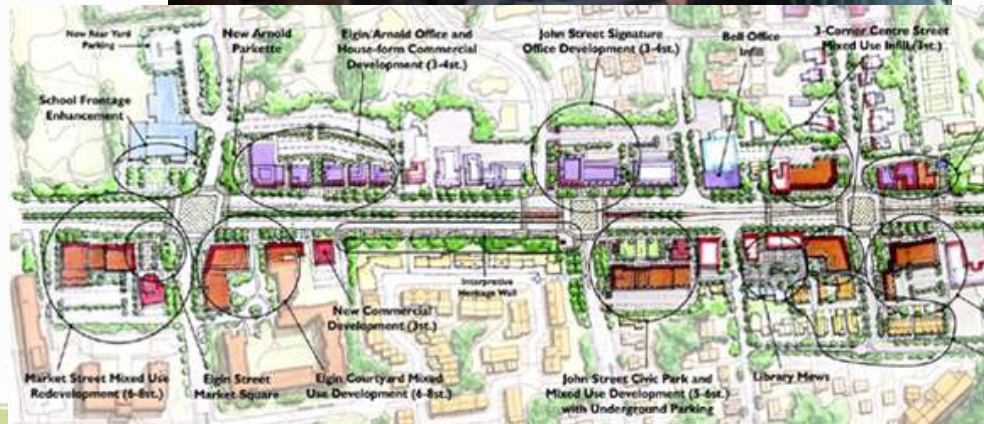 New Rear Yard
Parking
New Arnold
Parkette
Elgin/Arnold Office and
House-form Commercial
Development (3-4st.)
John Street Signature
Office Development (3-4st.)
Bell Office
Infill
3-Corner Centre Street
Mixed Use Infill (3st.)
School Frontage
Enhancement
Interpretive
Heritage Wall
New Commercial
Development (3st.)
Market Street Mixed Use
Redevelopment (6-8st.)
Elgin Street
Market Square
Elgin Courtyard Mixed
Use Development (6-8st.)
John Street Civic Park and
Mixed Use Development (5-6st.)
with Underground Parking
Library Mews